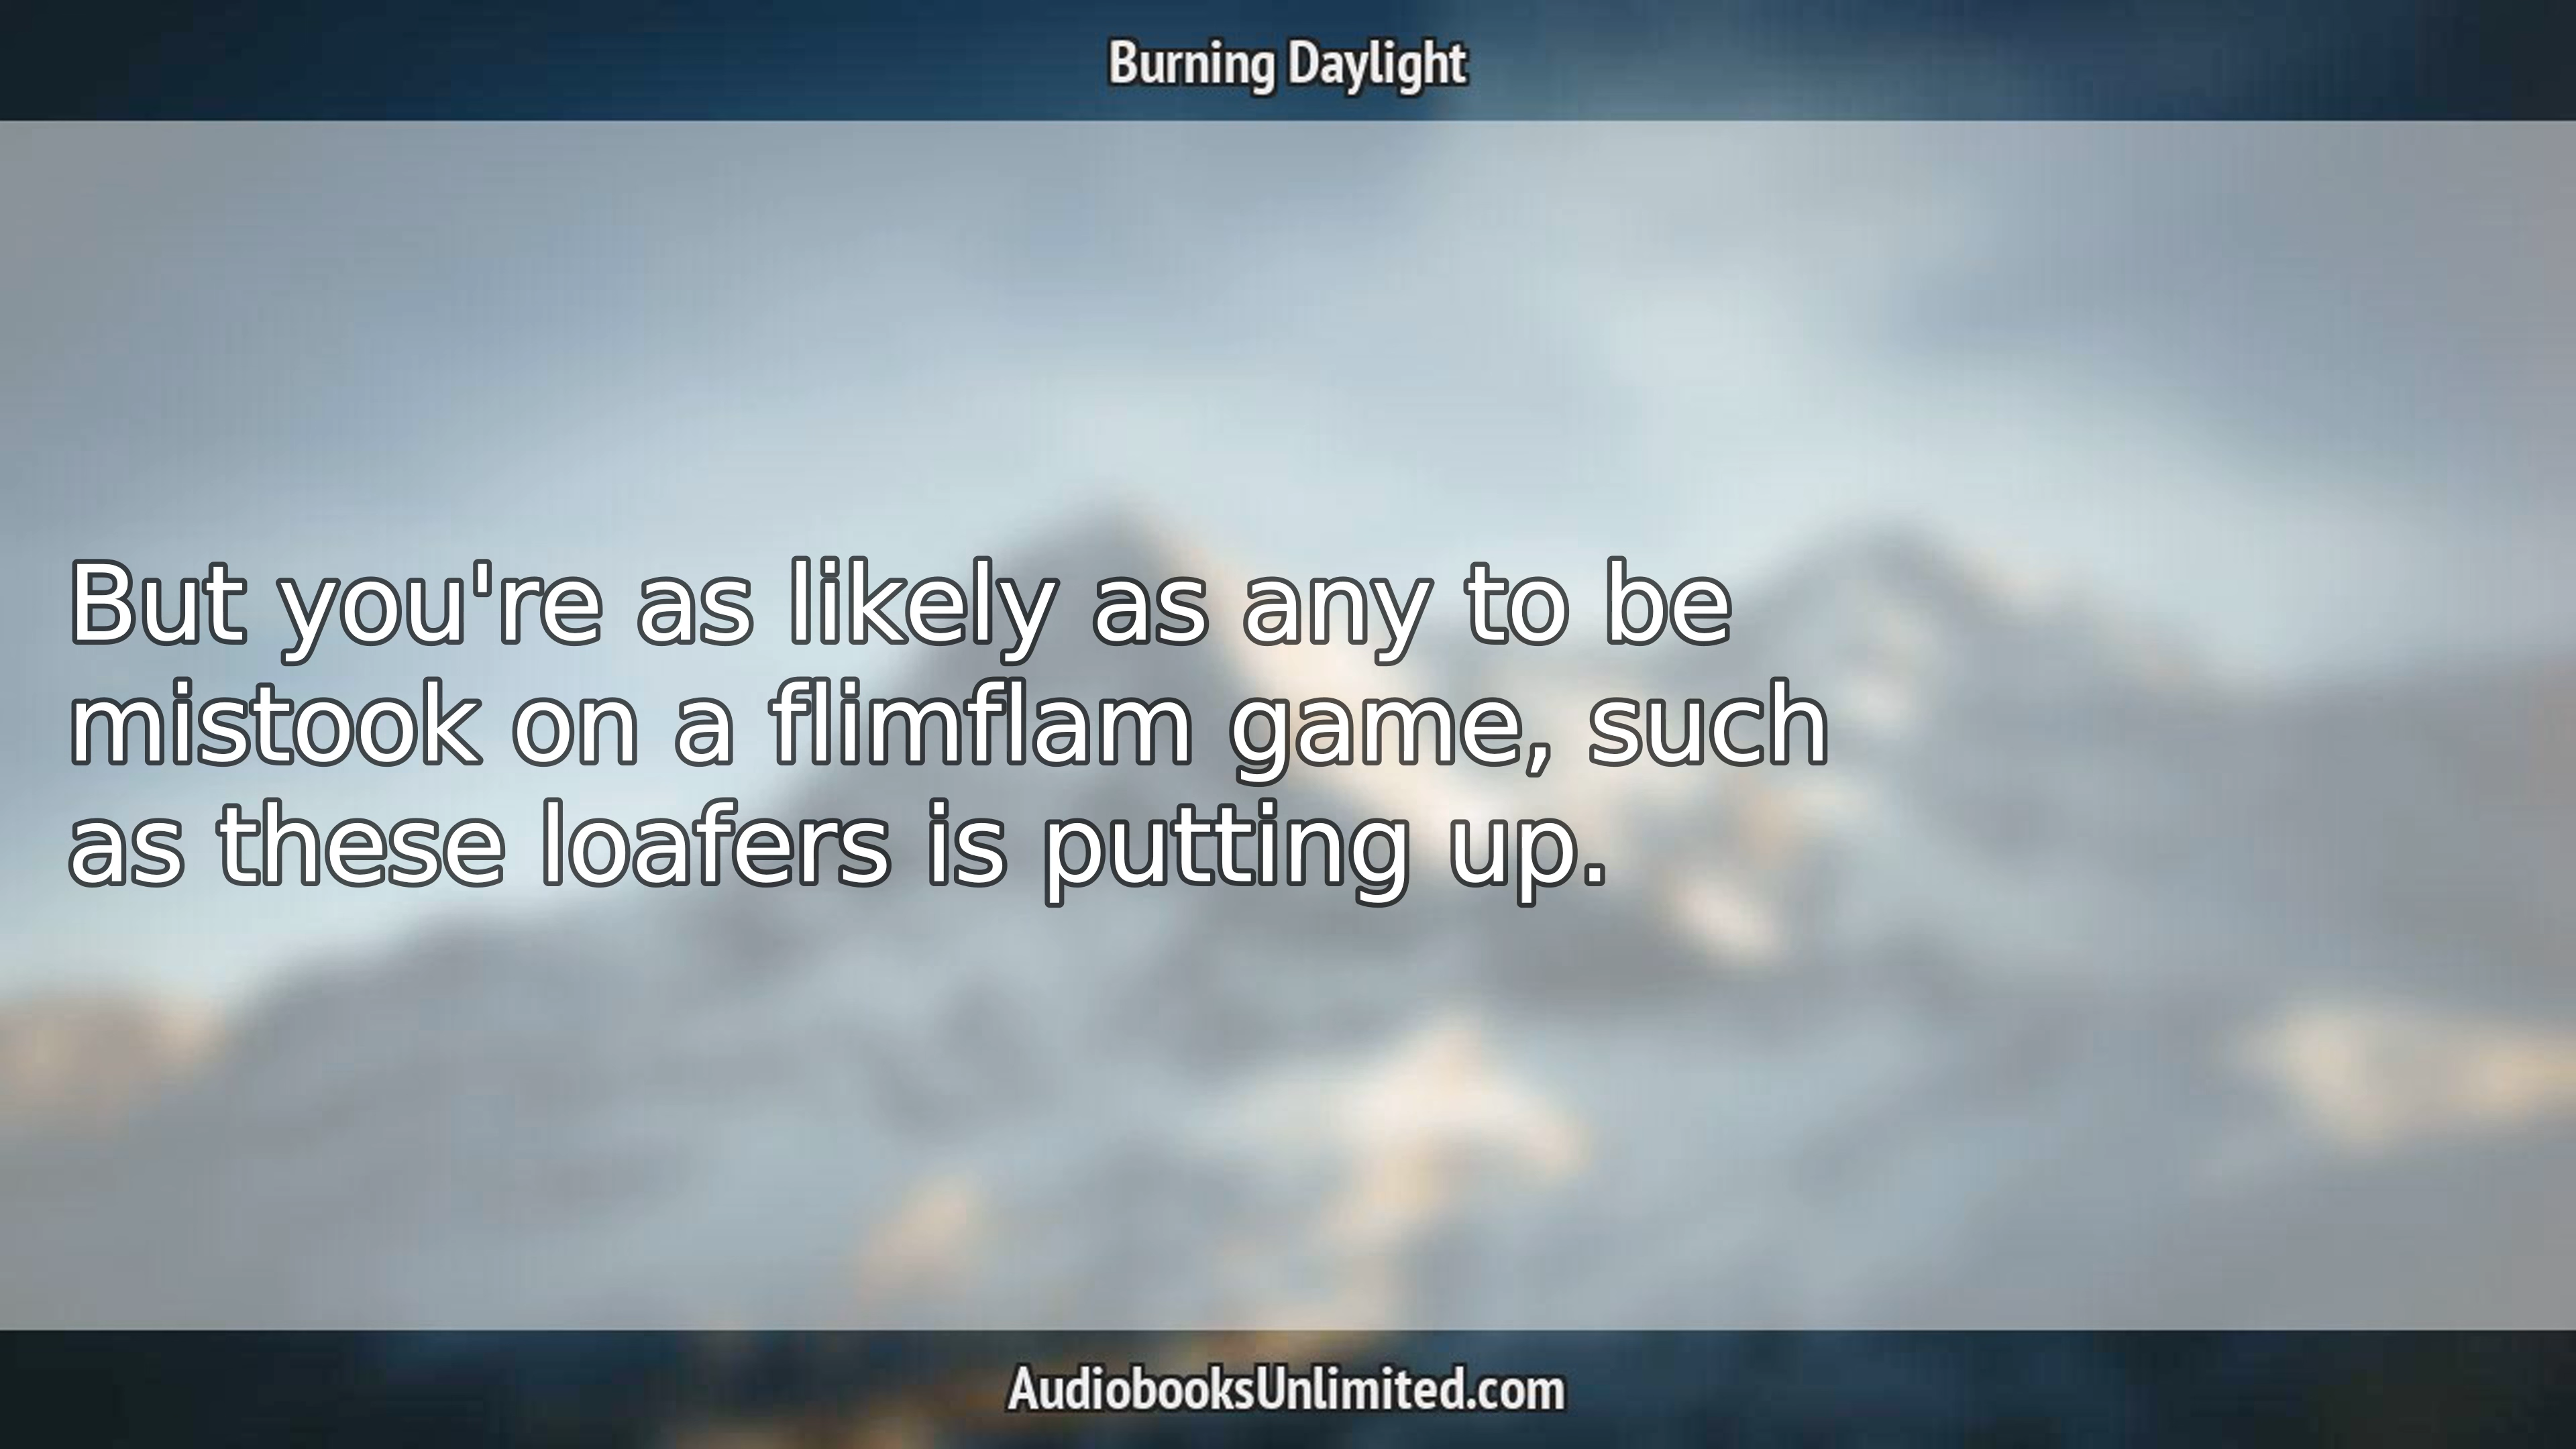 Burning Daylight
But you're as likely as any to be
mistook on a flimflam game, such
as these loafers is putting up.
AudiobooksUnlimited.com